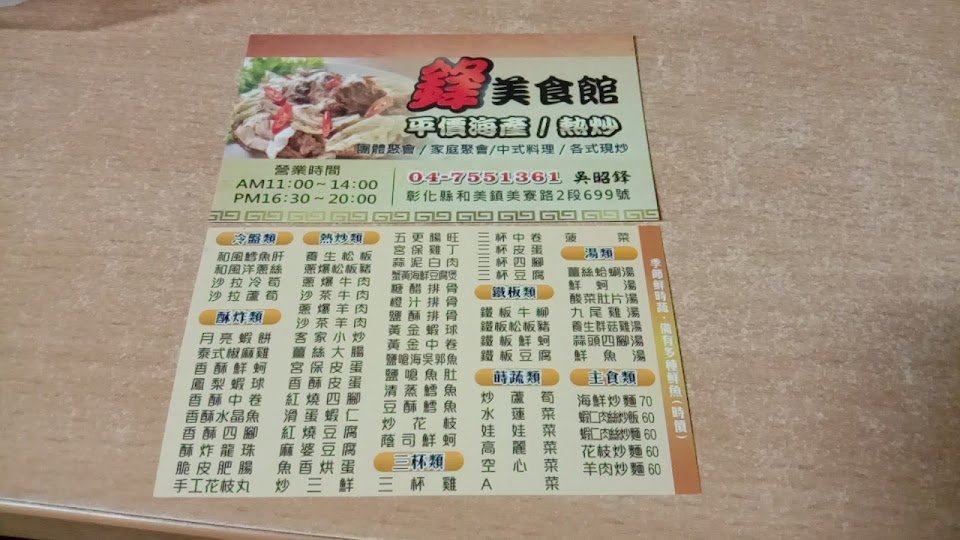 鋒美食館
平價海產/熱炒
團體聚會/家庭聚會/中式料理/各式現炒
營業時間
AM11:00~14:00
PM16:30~20:00
04-7551361 吳昭鋒
彰化縣和美鎮美寮路2段699號
冷盤類
和風鱈魚肝
和風洋蔥絲
沙拉冷筍
沙拉蘆筍
酥炸類
月亮蝦餅
泰式椒麻雞
香酥鮮蚵
鳳梨蝦球
香酥中卷
香酥水晶魚
香酥四腳
酥炸龍珠
脆皮肥腸
手工花枝丸
熱炒類
養生松板
蔥爆松板豬
蔥爆牛肉
沙茶牛肉
蔥爆羊肉
沙茶羊肉
客家小炒
薑絲大腸
宮保皮蛋
香酥皮蛋
紅燒四腳
滑蛋蝦仁
紅燒豆腐
麻婆豆腐
魚香烘蛋
炒三鮮
五更腸旺
宮保雞丁
蒜泥白肉
蟹黃海鮮豆腐煲
糖醋排骨
橙汁排骨
鹽酥排骨
黃金蝦球
黃金中卷
鹽嗆海吳郭魚
鹽嗆魚肚
清蒸鱈魚
豆酥鱈魚
炒花枝
蔭司鮮蚵
三杯類
三杯雞
三杯中卷
三杯皮蛋
三杯四腳
三杯豆腐
鐵板類
鐵板牛柳
鐵板松板豬
鐵板鮮蚵
鐵板豆腐
時蔬類
炒蘆筍
水蓮菜
娃娃菜
高麗菜
空心菜
A菜
菠菜
湯類
薑絲蛤蜊湯
鮮蚵湯
酸菜肚片湯
九尾雞湯
養生群菇雞湯
蒜頭四腳湯
鮮魚湯
主食類
海鮮炒麵70
蝦仁肉絲炒飯60
蝦仁肉絲炒麵60
花枝炒麵60
羊肉炒麵60
季節鮮時蔬·備有多種鮮魚(時價)